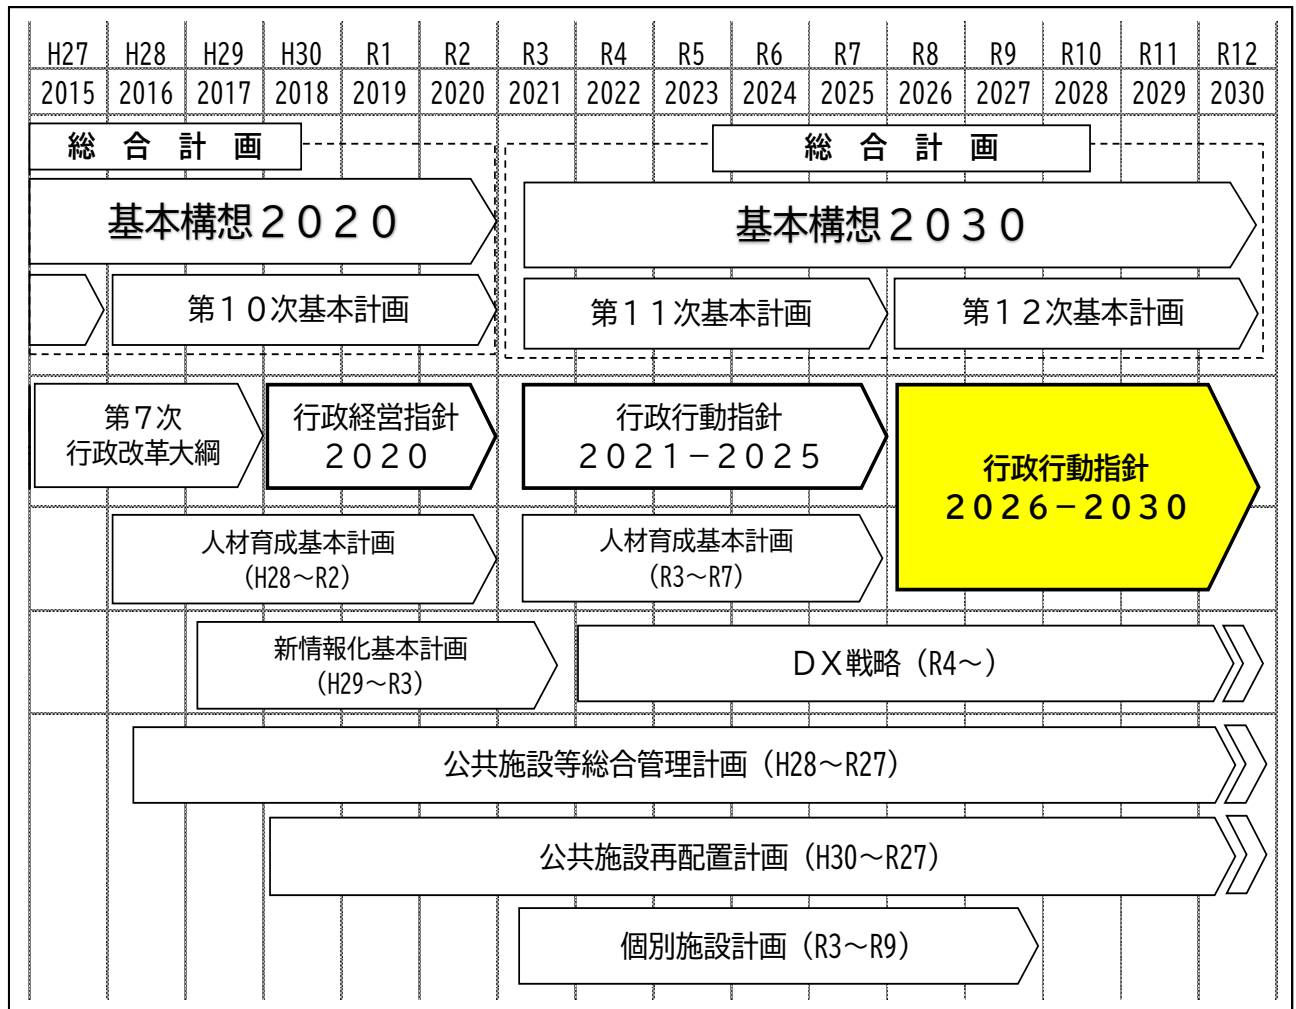 H27 H28 H29 H30 R1 R2 R3 R4 R5 R6 R7 R8 R9 R10 R11 R12
2015 2016 2017 2018 2019 2020 2021 2022 2023 2024 2025 2026 2027 2028 2029 2030
総合計画
総合計画
基本構想2020
基本構想2030
第10次基本計画
第11次基本計画
第12次基本計画
第7次
行政改革大綱
行政経営指針
2020
行政行動指針
2021-2025
行政行動指針
2026-2030
人材育成基本計画
(H28~R2)
人材育成基本計画
(R3~R7)
新情報化基本計画
(H29~R3)
DX戦略(R4~)
公共施設等総合管理計画(H28~R27)
公共施設再配置計画(H30~R27)
個別施設計画(R3~R9)